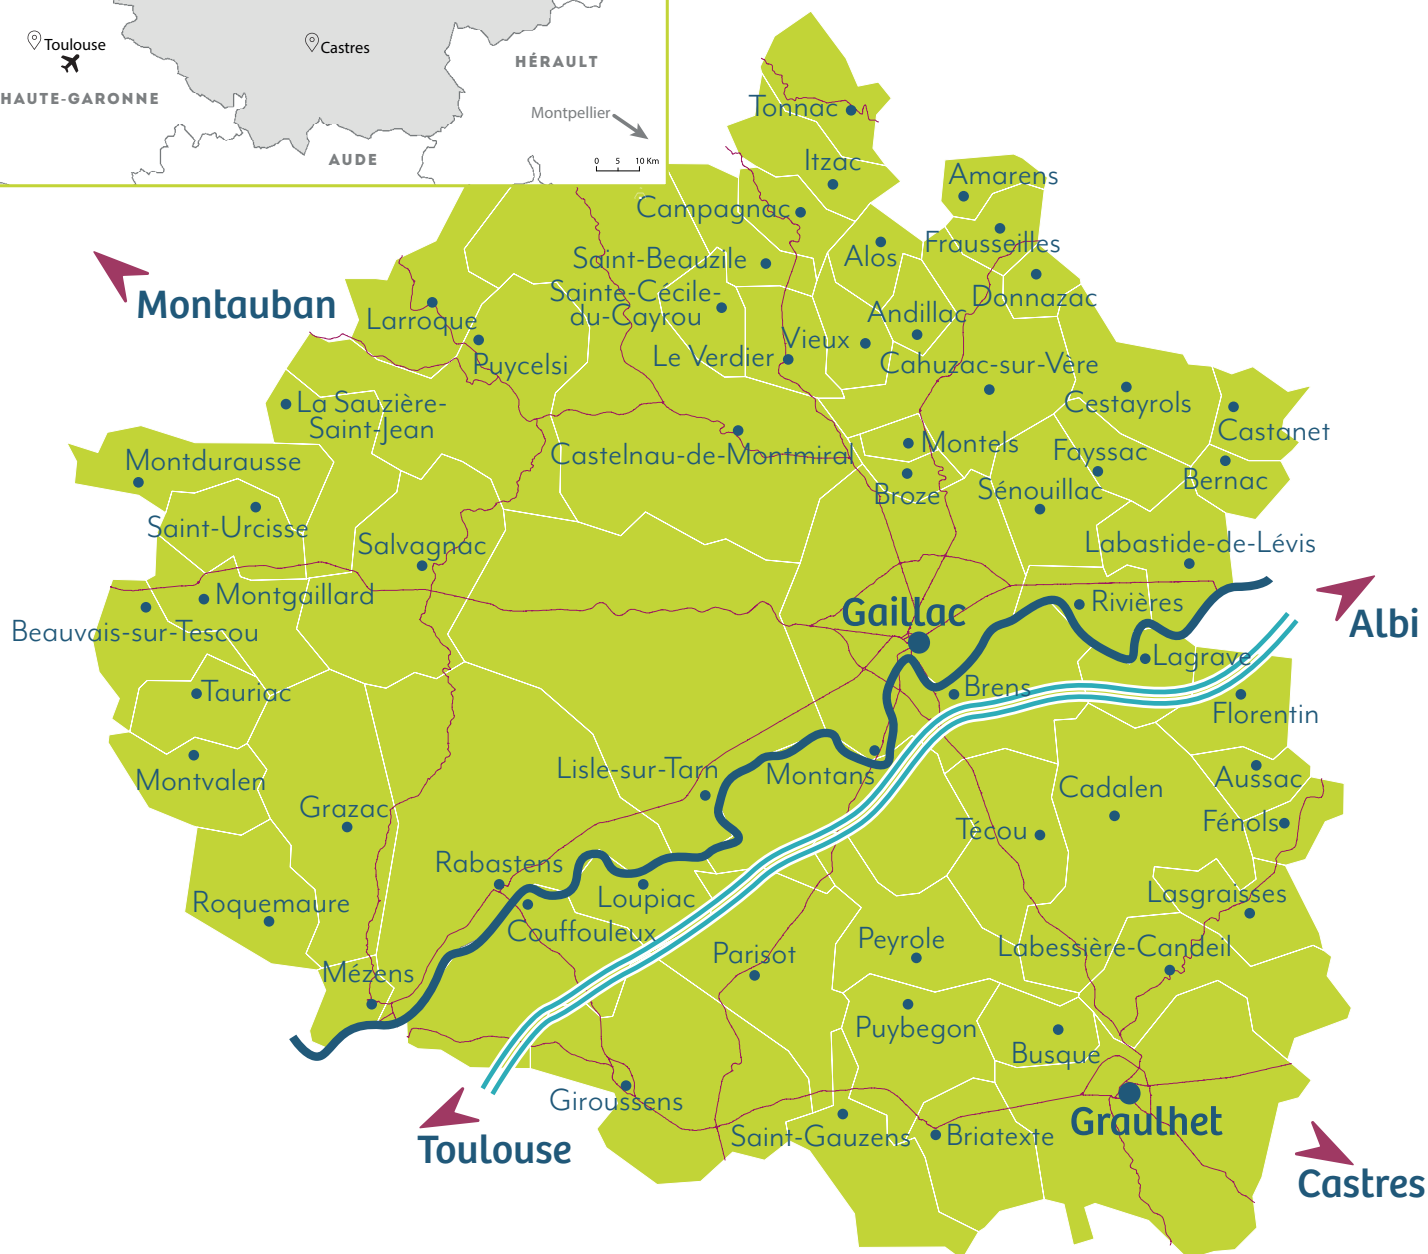 Toulouse
Castres
HÉRAULT
HAUTE-GARONNE
Montpellier
AUDE
0 5 10 Km
Tonnac
Itzac
Amarens
Campagnac
Frausseilles
Alos
Saint-Beauzile
Sainte-Cécile-
du-Cayrou
Donnazac
Montauban
Larroque
Andillac
Vieux
Le Verdier
Puycelsi
Cahuzac-sur-Vère
La Sauzière-
Saint-Jean
Cestayrols
Castanet
Montels
Castelnau-de-Montmiral
Fayssac
Montdurausse
Bernac
Broze
Sénouillac
Saint-Urcisse
Salvagnac
Labastide-de-Lévis
Montgaillard
Rivières
Gaillac
Beauvais-sur-Tescou
Albi
Lagrave
Tauriac
Brens
Florentin
Lisle-sur-Tarn
Montans
Montvalen
Aussac
Cadalen
Grazac
Fénols
Técou
Rabastens
Loupiac
Lasgraisses
Roquemaure
Couffouleux
Peyrole
Labessière-Candeil
Parisot
Mézens
Puybegon
Busque
Giroussens
Graulhet
Saint-Gauzens
Briatexte
Toulouse
Castres